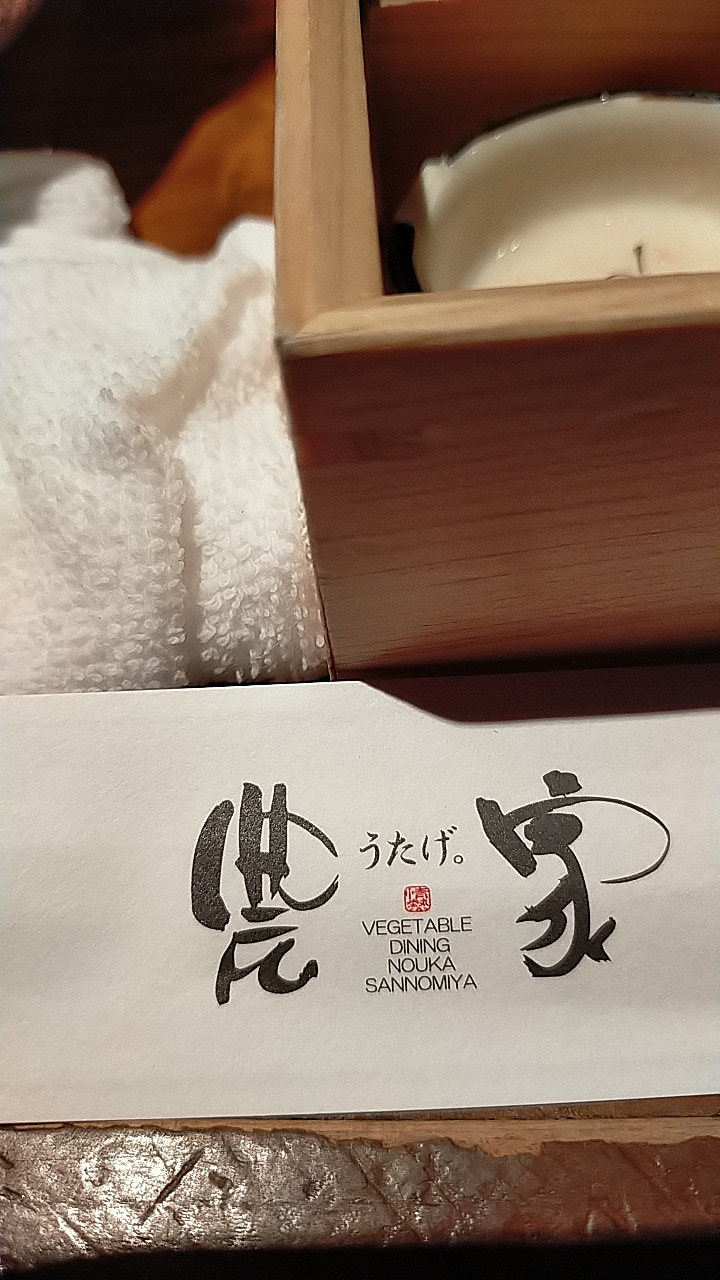 農家
うたげ。
VEGETABLE
DINING
NOUKA
SANNOMIYA